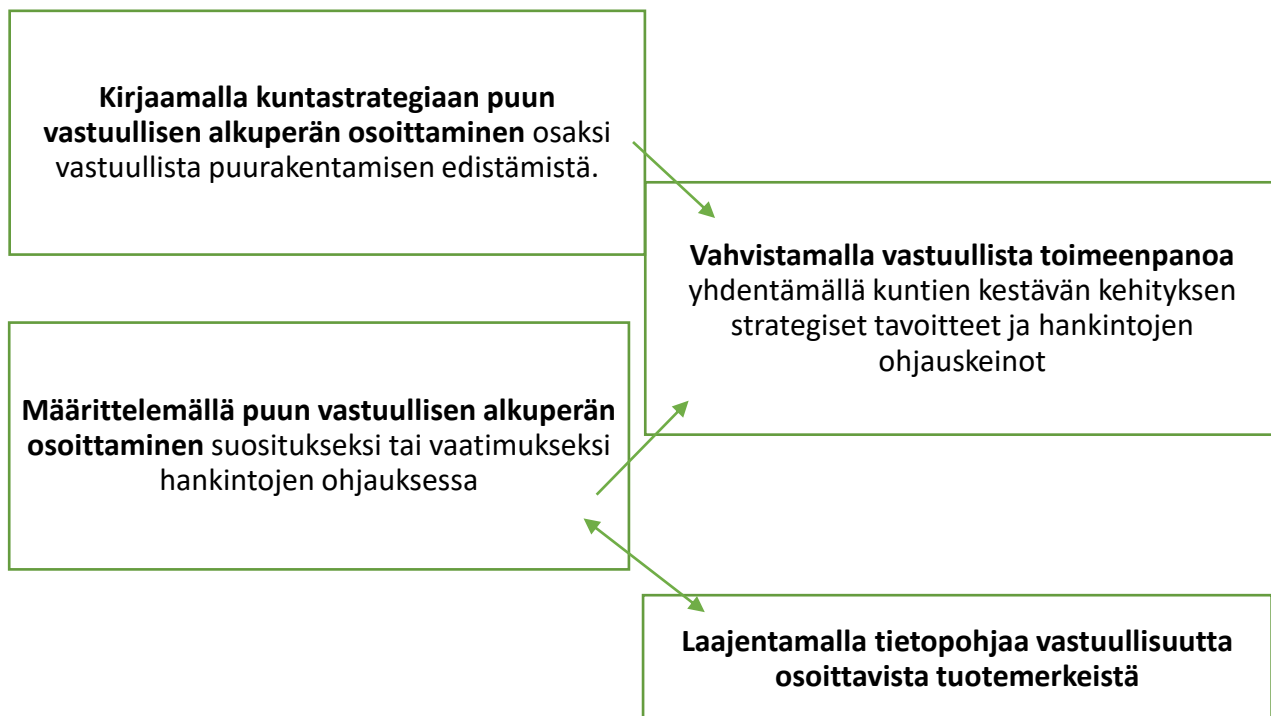 Kirjaamalla kuntastrategiaan puun
vastuullisen alkuperän osoittaminen osaksi
vastuullista puurakentamisen edistämistä.
Vahvistamalla vastuullista toimeenpanoa
yhdentämällä kuntien kestävän kehityksen
strategiset tavoitteet ja hankintojen
ohjauskeinot
Määrittelemällä puun vastuullisen alkuperän
osoittaminen suositukseksi tai vaatimukseksi
hankintojen ohjauksessa
Laajentamalla tietopohjaa vastuullisuutta
osoittavista tuotemerkeistä